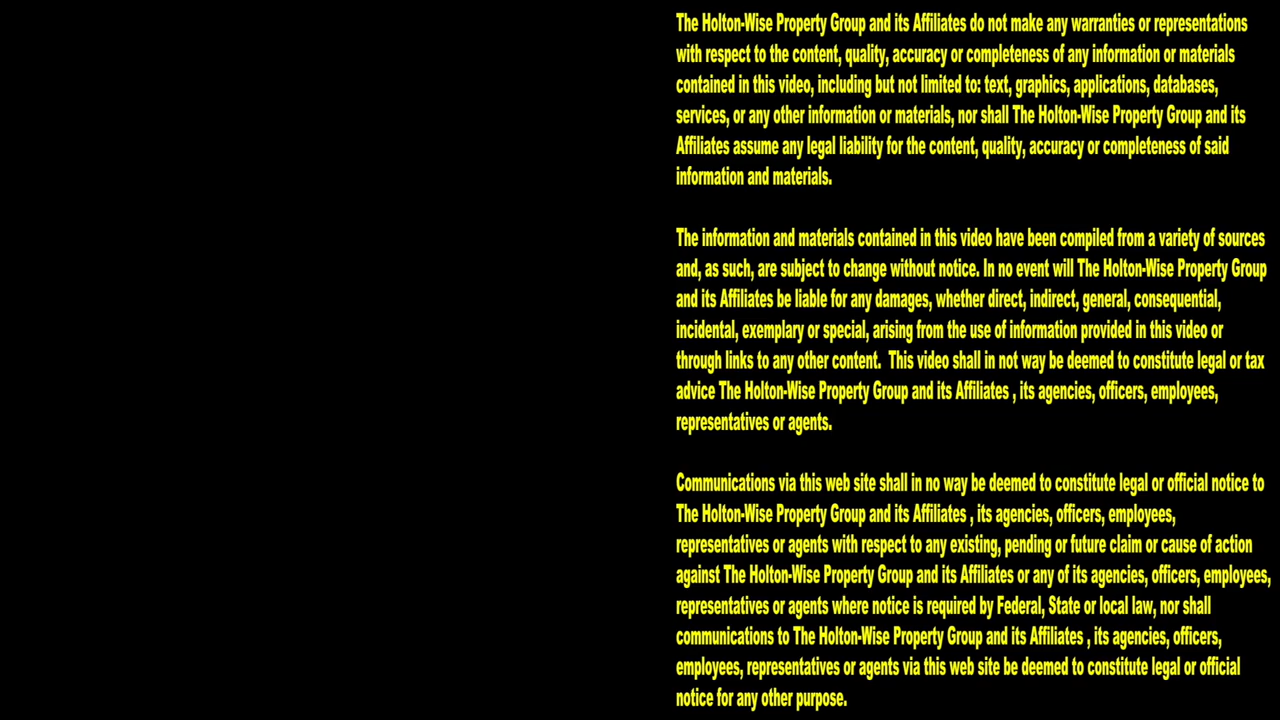 The Holton-Wise Property Group and its Affiliates do not make any warranties or representations
with respect to the content, quality, accuracy or completeness of any information or materials
contained in this video, including but not limited to: text, graphics, applications, databases,
services, or any other information or materials, nor shall The Holton-Wise Property Group and its
Affiliates assume any legal liability for the content, quality, accuracy or completeness of said
information and materials.
The information and materials contained in this video have been compiled from a variety of sources
and, as such, are subject to change without notice. In no event will The Holton-Wise Property Group
and its Affiliates be liable for any damages, whether direct, indirect, general, consequential,
incidental, exemplary or special, arising from the use of information provided in this video or
through links to any other content.  This video shall in not way be deemed to constitute legal or tax
advice The Holton-Wise Property Group and its Affiliates , its agencies, officers, employees,
representatives or agents.
Communications via this web site shall in no way be deemed to constitute legal or official notice to
The Holton-Wise Property Group and its Affiliates , its agencies, officers, employees,
representatives or agents with respect to any existing, pending or future claim or cause of action
against The Holton-Wise Property Group and its Affiliates or any of its agencies, officers, employees,
representatives or agents where notice is required by Federal, State or local law, nor shall
communications to The Holton-Wise Property Group and its Affiliates , its agencies, officers,
employees, representatives or agents via this web site be deemed to constitute legal or official
notice for any other purpose.